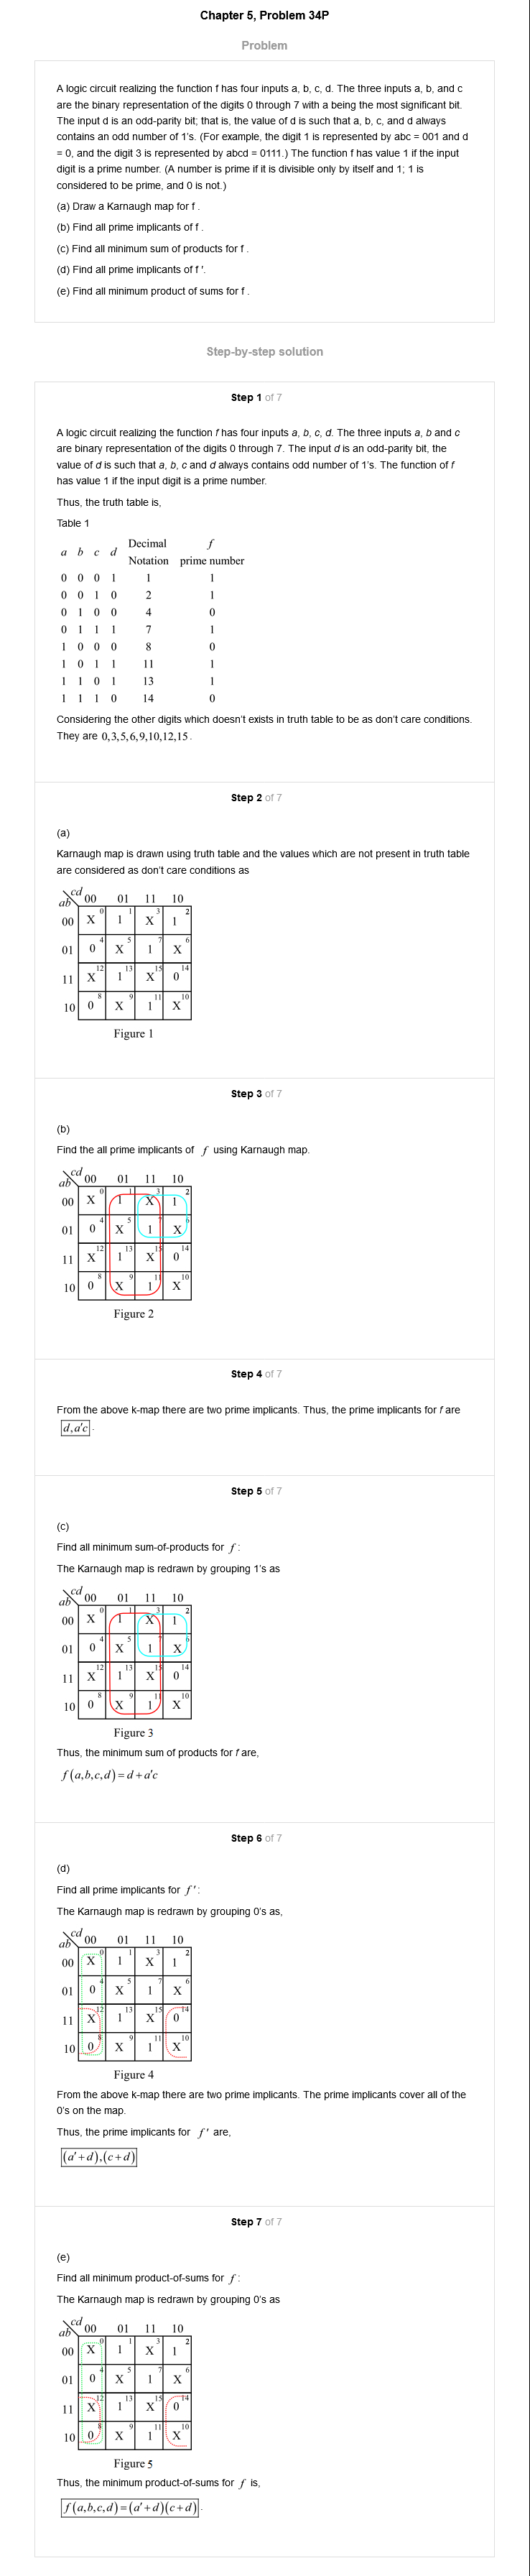 Chapter 5, Problem 34P
Problem
A logic circuit realizing the function f has four inputs a, b, c, d. The three inputs a, b, and c
are the binary representation of the digits 0 through 7 with a being the most significant bit.
The input d is an odd-parity bit; that is, the value of d is such that a, b, c, and d always
contains an odd number of 1's. (For example, the digit 1 is represented by abc = 001 and d
= 0, and the digit 3 is represented by abcd = 0111.) The function f has value 1 if the input
digit is a prime number. (A number is prime if it is divisible only by itself and 1; 1 is
considered to be prime, and 0 is not.)
(a) Draw a Karnaugh map for f .
(b) Find all prime implicants of f .
(c) Find all minimum sum of products for f .
(d) Find all prime implicants of f '.
(e) Find all minimum product of sums for f .
Step-by-step solution
Step 1 of 7
A logic circuit realizing the function f has four inputs a, b, c, d. The three inputs a, b and c
are binary representation of the digits 0 through 7. The input d is an odd-parity bit, the
value of d is such that a, b, c and d always contains odd number of 1's. The function of f
has value 1 if the input digit is a prime number.
Thus, the truth table is,
Table 1
Decimal f
a b c d
Notation prime number
0 0 0 1 1 1
0 0 1 0 2 1
0 1 0 0 4 0
0 1 1 1 7 1
1 0 0 0 8 0
1 0 1 1 11 1
1 1 0 1 13 1
1 1 1 0 14 0
Considering the other digits which doesn't exists in truth table to be as don't care conditions.
They are 0,3,5,6,9,10,12,15.
Step 2 of 7
(a)
Karnaugh map is drawn using truth table and the values which are not present in truth table
are considered as don't care conditions as
cd
ab 00 01 11 10
00 X 0 1 1 X 3 1 2
01 0 4 X 5 1 7 X 6
11 X 12 1 13 X 15 0 14
10 0 8 X 9 1 11 X 10
Figure 1
Step 3 of 7
(b)
Find the all prime implicants of f using Karnaugh map.
cd
ab 00 01 11 10
00 X 0 1 1 X 3 1 2
01 0 4 X 5 1 X
11 X 12 1 13 X 15 0 14
10 0 8 X 9 1 11 X 10
Figure 2
Step 4 of 7
From the above k-map there are two prime implicants. Thus, the prime implicants for f are
d,a'c .
Step 5 of 7
(c)
Find all minimum sum-of-products for f :
The Karnaugh map is redrawn by grouping 1's as
cd
ab 00 01 11 10
00 X 0 1 1 X 3 1 2
01 0 4 X 5 1 X
11 X 12 1 13 X 15 0 14
10 0 8 X 9 1 11 X 10
Figure 3
Thus, the minimum sum of products for f are,
f (a,b,c,d) = d + a'c
Step 6 of 7
(d)
Find all prime implicants for f ':
The Karnaugh map is redrawn by grouping 0's as,
cd
ab 00 01 11 10
00 X 0 1 1 X 3 1 2
01 0 4 X 5 1 7 X 6
11 X 12 1 13 X 15 0 14
10 0 8 X 9 1 11 X 10
Figure 4
From the above k-map there are two prime implicants. The prime implicants cover all of the
0's on the map.
Thus, the prime implicants for f ' are,
(a'+d),(c+d)
Step 7 of 7
(e)
Find all minimum product-of-sums for f :
The Karnaugh map is redrawn by grouping 0's as
cd
ab 00 01 11 10
00 X 0 1 1 X 3 1 2
01 0 4 X 5 1 7 X 6
11 X 12 1 13 X 15 0 14
10 0 8 X 9 1 11 X 10
Figure 5
Thus, the minimum product-of-sums for f is,
f (a,b,c,d) = (a'+d)(c+d) .